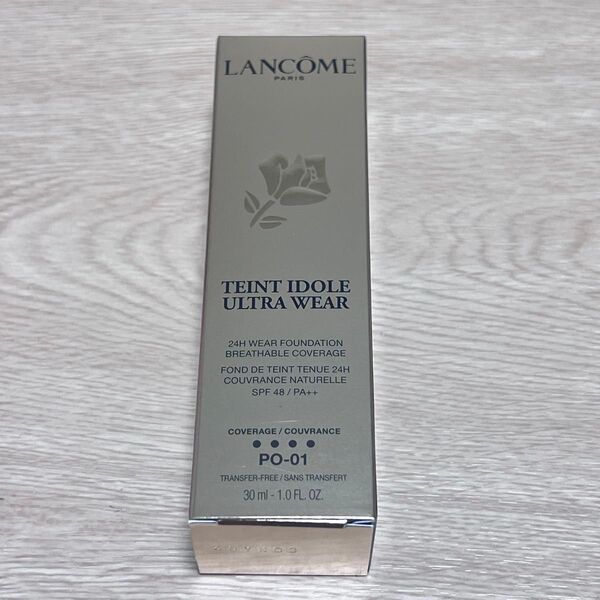 LANCÔME
PARIS
TEINT IDOLE
ULTRA WEAR
24H WEAR FOUNDATION
BREATHABLE COVERAGE
FOND DE TEINT TENUE 24H
COUVRANCE NATURELLE
SPF 48 / PA++
COVERAGE / COUVRANCE
PO-01
TRANSFER-FREE / SANS TRANSFERT
30 ml - 1.0 FL. OZ.